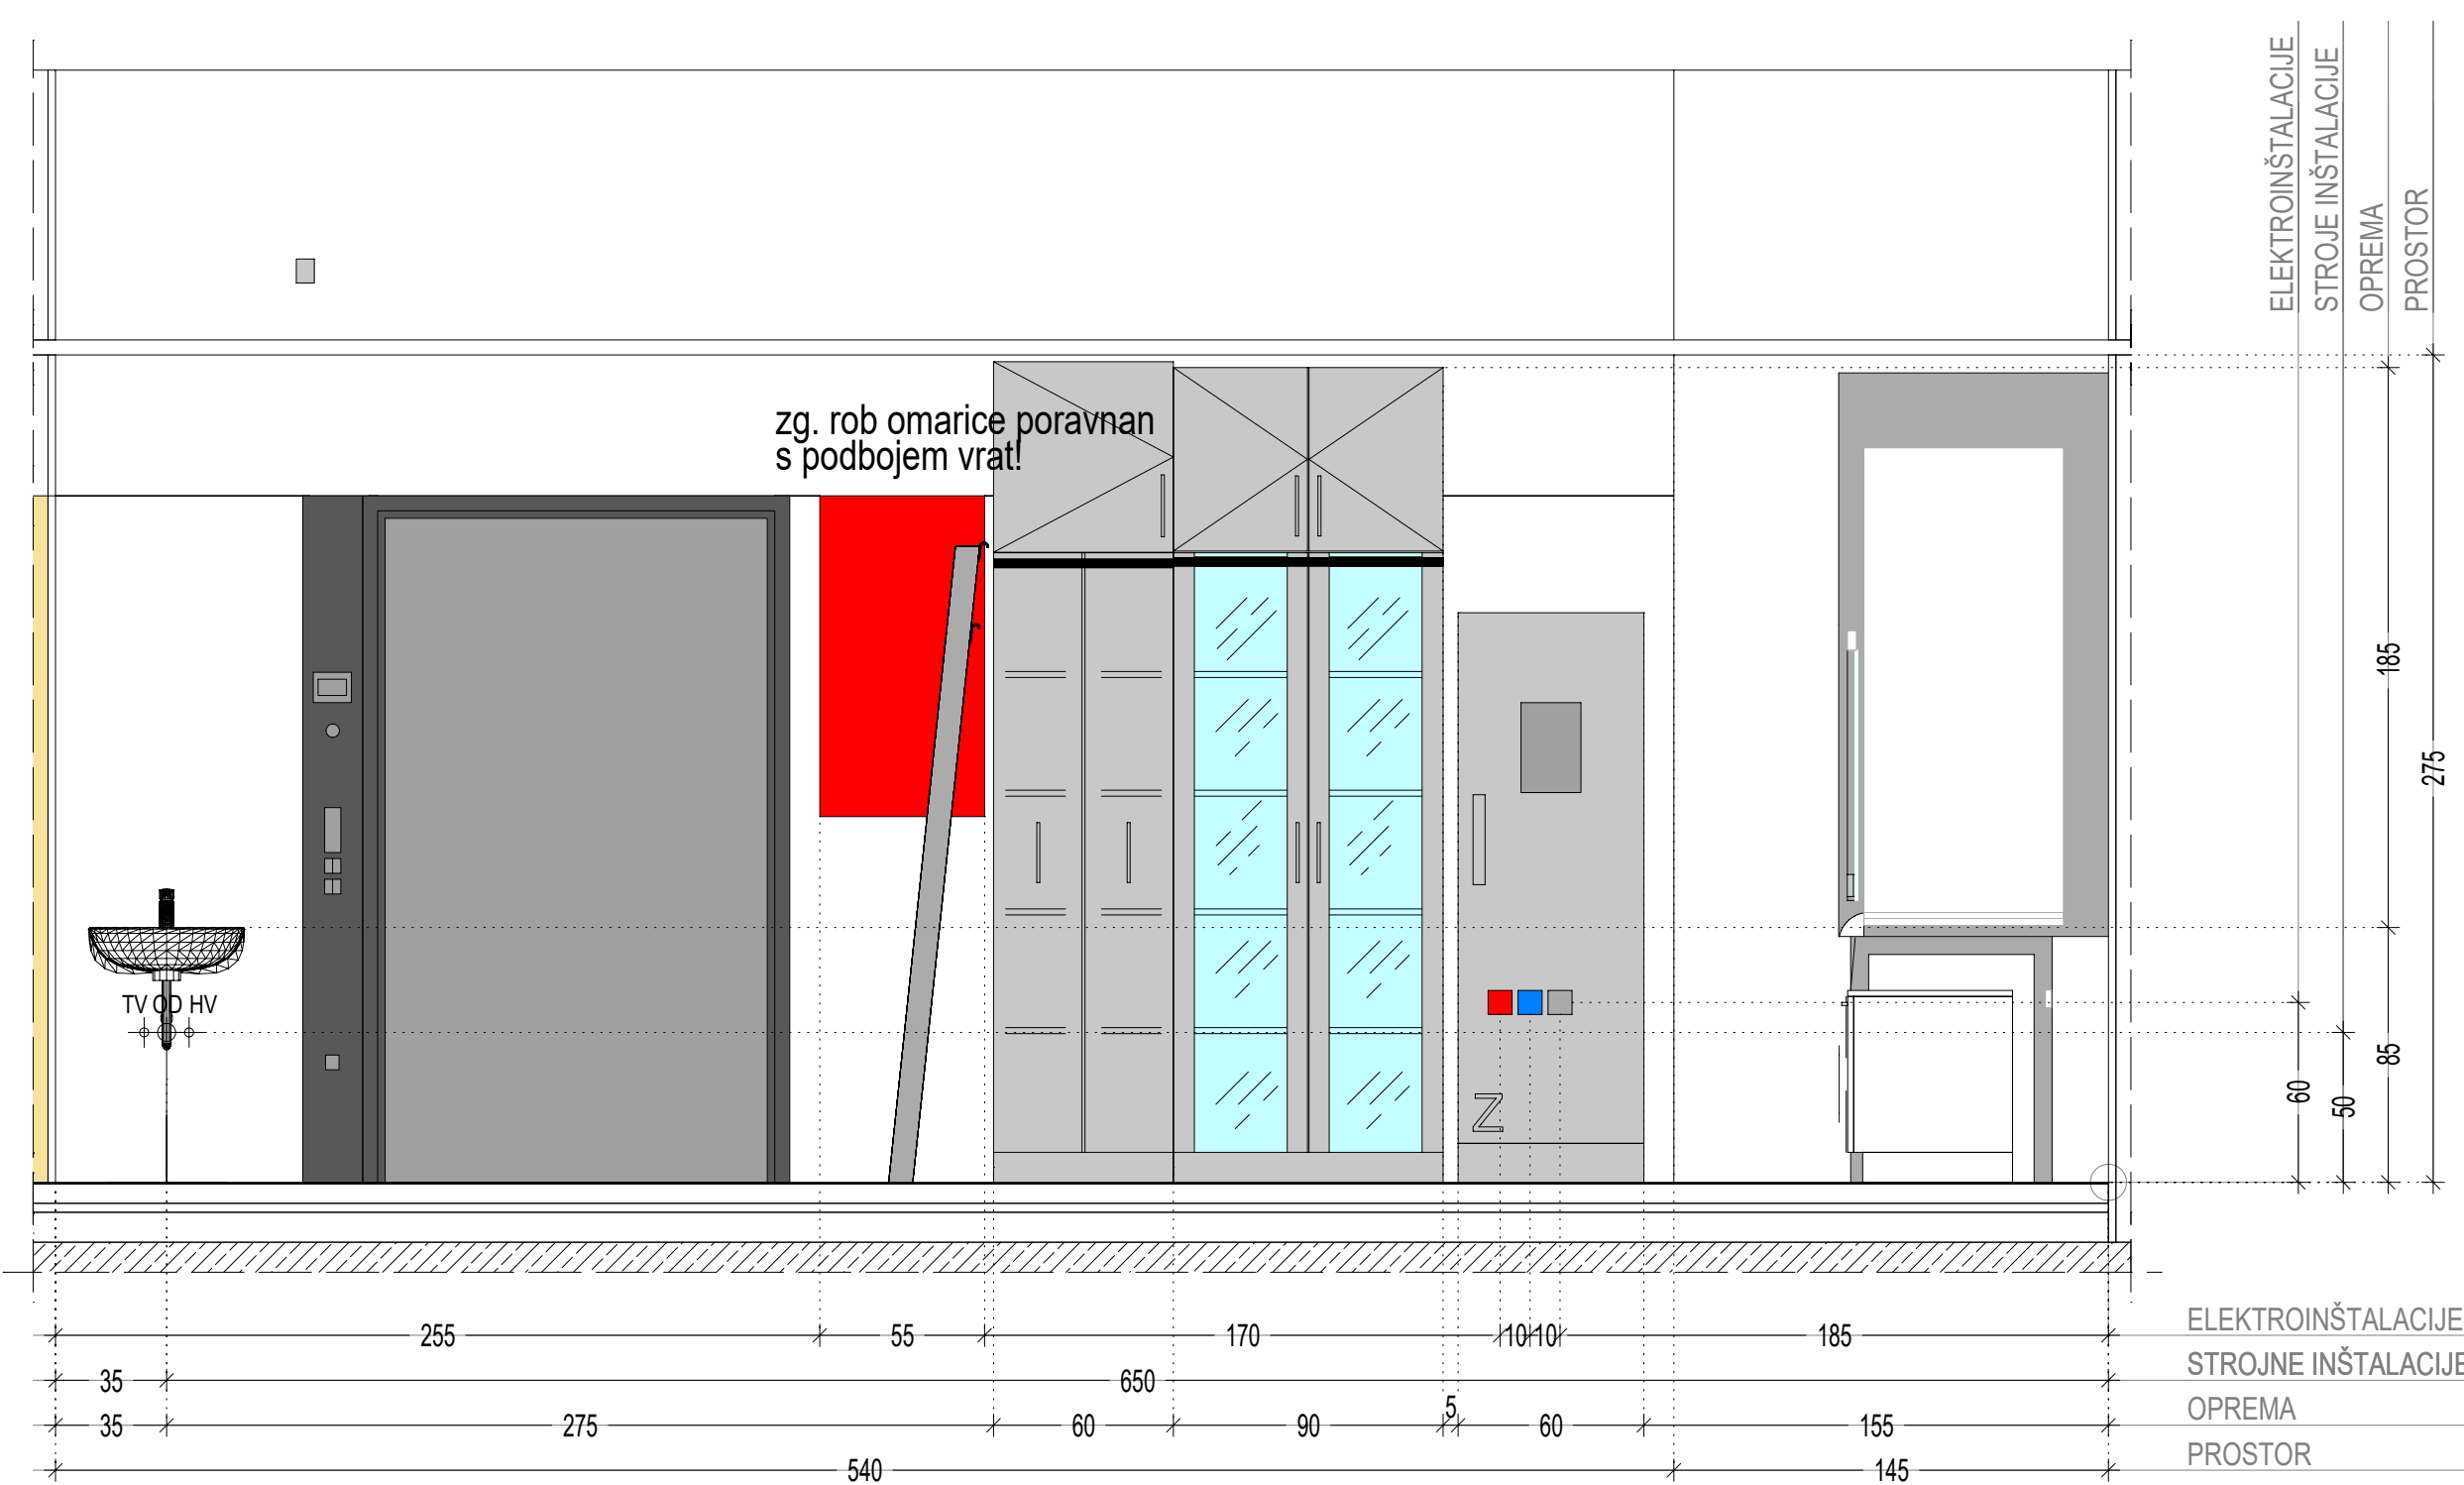 ELEKTROINŠTALACIJE
STROJE INŠTALACIJE
OPREMA
PROSTOR
zg. rob omarice poravnan
s podbojem vrat!
185
275
TV OD HV
85
60
50
Z
ELEKTROINŠTALACIJE
255 55 170 10 10 185
STROJNE INŠTALACIJE
35 650
OPREMA
35 275 60 90 5 60 155
PROSTOR
540 145